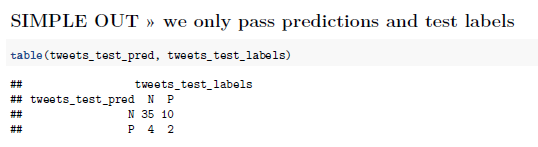 SIMPLE OUT » we only pass predictions and test labels
table(tweets_test_pred, tweets_test_labels)
##                 tweets_test_labels
## tweets_test_pred  N  P
##                N 35 10
##                P  4  2